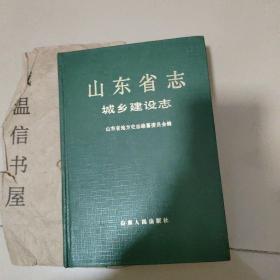 山东省志
城乡建设志
山东省地方史志编纂委员会编
山东人民出版社
温信书屋